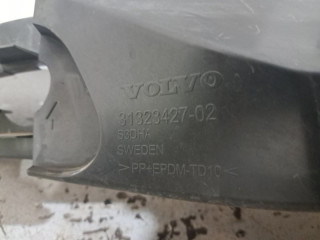 VOLVO
31323427-02
SWEDEN
>PP+EPDM-TD10<